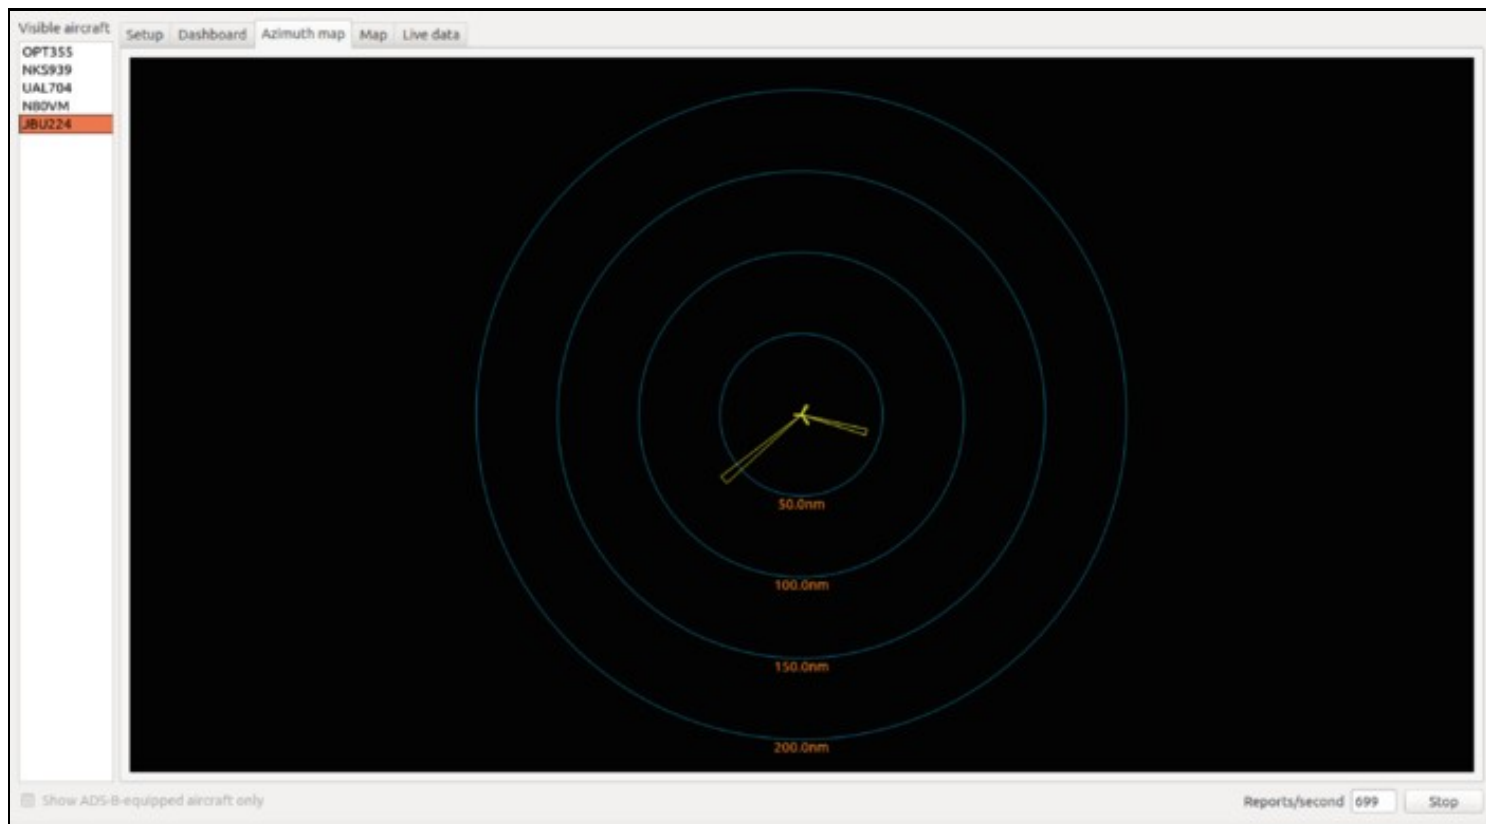 Visible aircraft
Setup Dashboard Azimuth map Map Live data
OPT355
NKS939
UAL704
N80VM
JBU224
50.0nm
100.0nm
150.0nm
200.0nm
Show ADS-B-equipped aircraft only
Reports/second 699 Stop